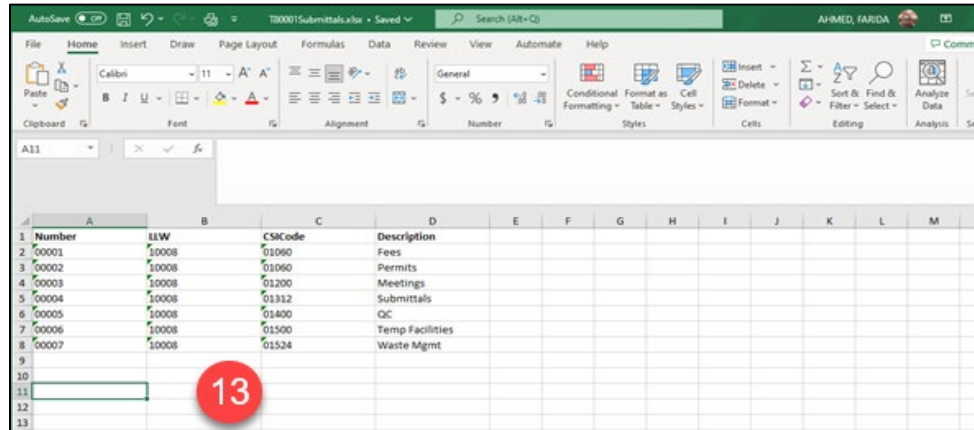 AutoSave Off TB0001Submittals.xlsx • Saved Search (Alt+Q) AHMED, FARIDA
File Home Insert Draw Page Layout Formulas Data Review View Automate Help Comm
Paste Calibri 11 A A General Conditional Formatting Format as Table Cell Styles Insert Delete Format Sort & Filter Find & Select Analyze Data
B I U A $ % 9
Clipboard Font Alignment Number Styles Cells Editing Analysis
A11 fx
A B C D E F G H I J K L M
1 Number LLW CSICode Description
2 00001 10008 01060 Fees
3 00002 10008 01060 Permits
4 00003 10008 01200 Meetings
5 00004 10008 01312 Submittals
6 00005 10008 01400 QC
7 00006 10008 01500 Temp Facilities
8 00007 10008 01524 Waste Mgmt
9
10
11
12
13
13